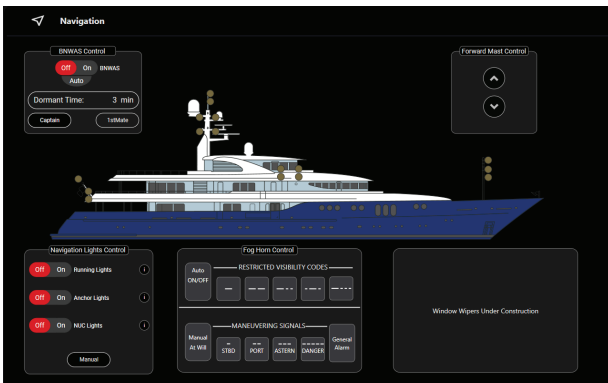 Navigation
BNWAS Control
Off On BNWAS
Auto
Dormant Time: 3 min
Captain 1stMate
Forward Mast Control
Navigation Lights Control
Off On Running Lights i
Off On Anchor Lights i
Off On NUC Lights i
Manual
Fog Horn Control
Auto
ON/OFF
RESTRICTED VISIBILITY CODES
MANEUVERING SIGNALS
Manual
At Will
STBD PORT ASTERN DANGER
General
Alarm
Window Wipers Under Construction